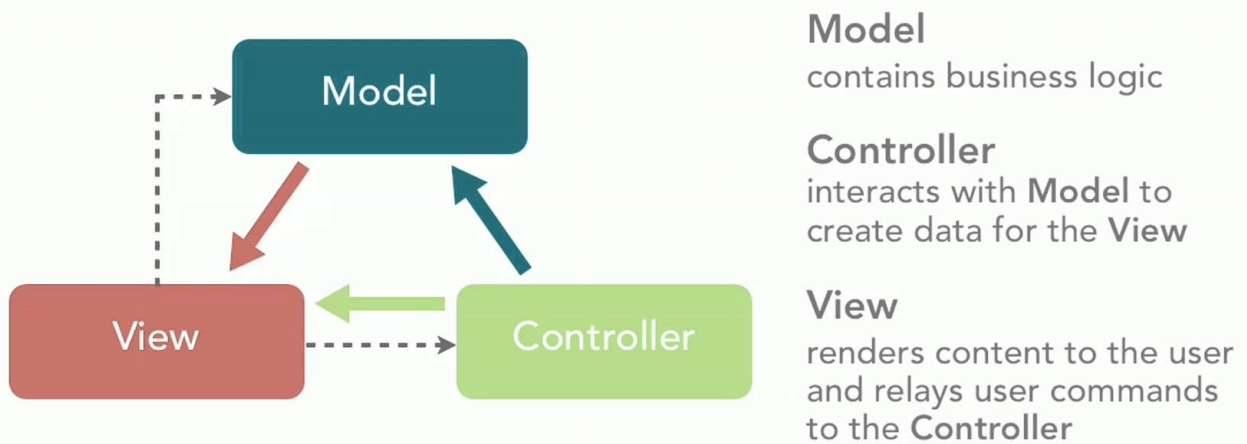 Model
View
Controller
Model
contains business logic
Controller
interacts with Model to
create data for the View
View
renders content to the user
and relays user commands
to the Controller